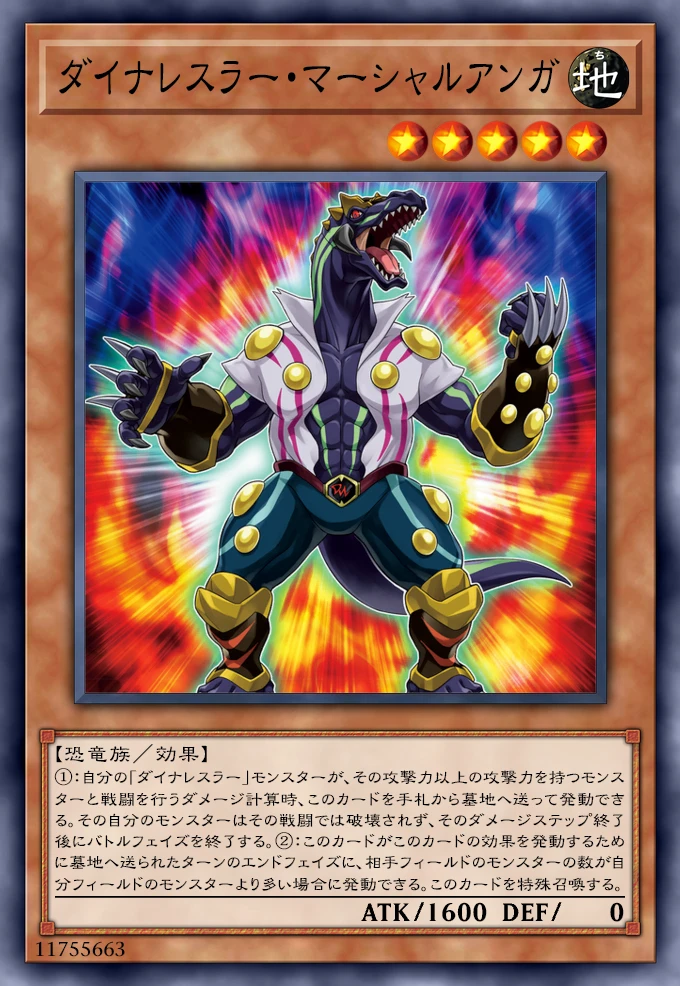 ダイナレスラー・マーシャルアンガ
ち
地
【恐竜族／効果】
①：自分の「ダイナレスラー」モンスターが、その攻撃力以上の攻撃力を持つモンス
ターと戦闘を行うダメージ計算時、このカードを手札から墓地へ送って発動でき
る。その自分のモンスターはその戦闘では破壊されず、そのダメージステップ終了
後にバトルフェイズを終了する。②：このカードがこのカードの効果を発動するため
に墓地へ送られたターンのエンドフェイズに、相手フィールドのモンスターの数が自
分フィールドのモンスターより多い場合に発動できる。このカードを特殊召喚する。
ATK/1600 DEF/ 0
11755663